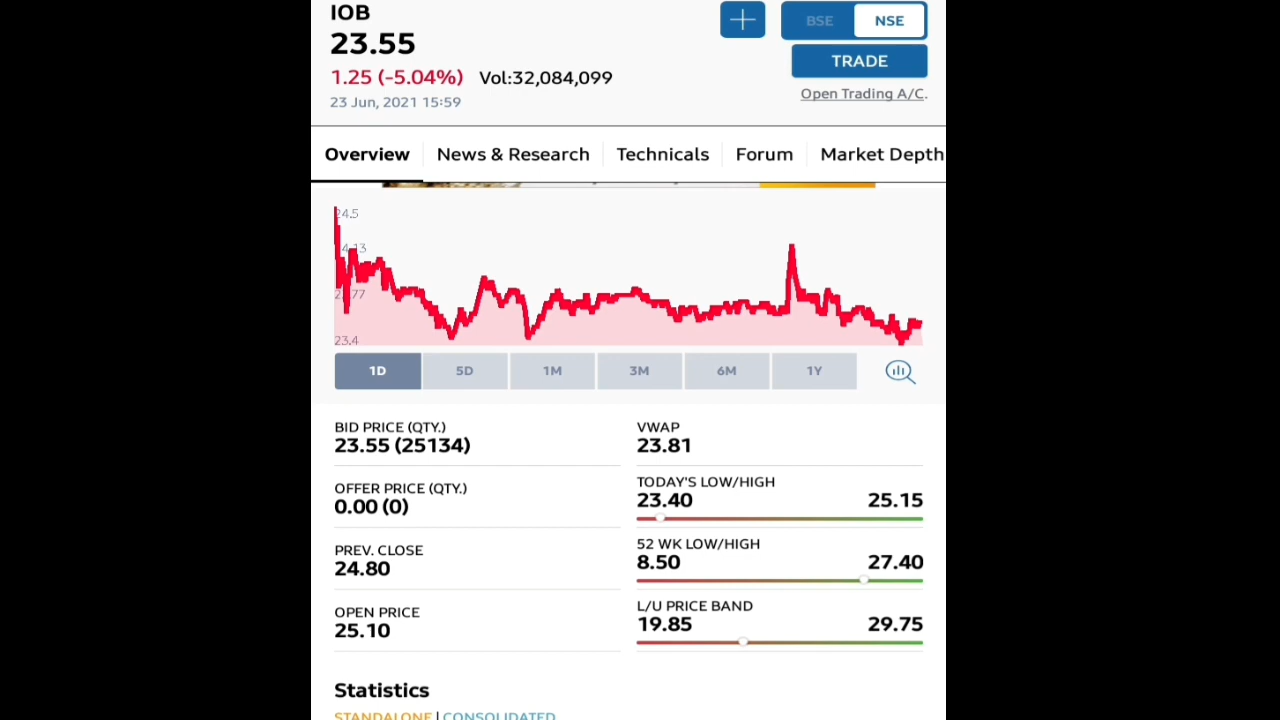 IOB
23.55
1.25 (-5.04%) Vol:32,084,099
23 Jun, 2021 15:59
BSE NSE
TRADE
Open Trading A/C.
Overview News & Research Technicals Forum Market Depth
24.5
23.4
1D 5D 1M 3M 6M 1Y
BID PRICE (QTY.)
23.55 (25134)
OFFER PRICE (QTY.)
0.00 (0)
PREV. CLOSE
24.80
OPEN PRICE
25.10
VWAP
23.81
TODAY'S LOW/HIGH
23.40 25.15
52 WK LOW/HIGH
8.50 27.40
L/U PRICE BAND
19.85 29.75
Statistics
STANDALONE | CONSOLIDATED